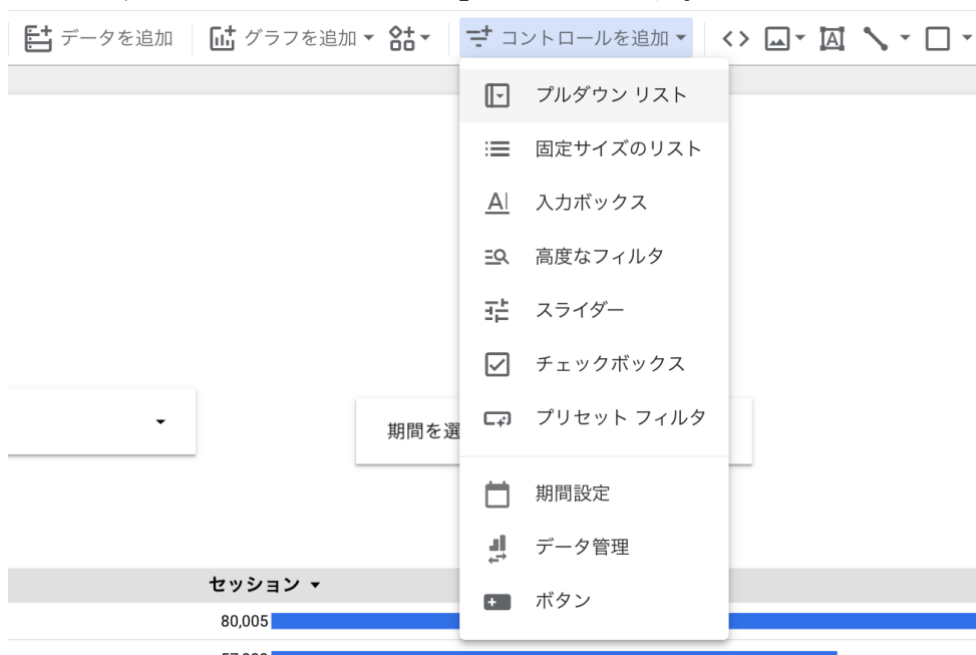 データを追加
グラフを追加
コントロールを追加
プルダウン リスト
固定サイズのリスト
入力ボックス
高度なフィルタ
スライダー
チェックボックス
プリセット フィルタ
期間を選
期間設定
データ管理
ボタン
セッション
80,005